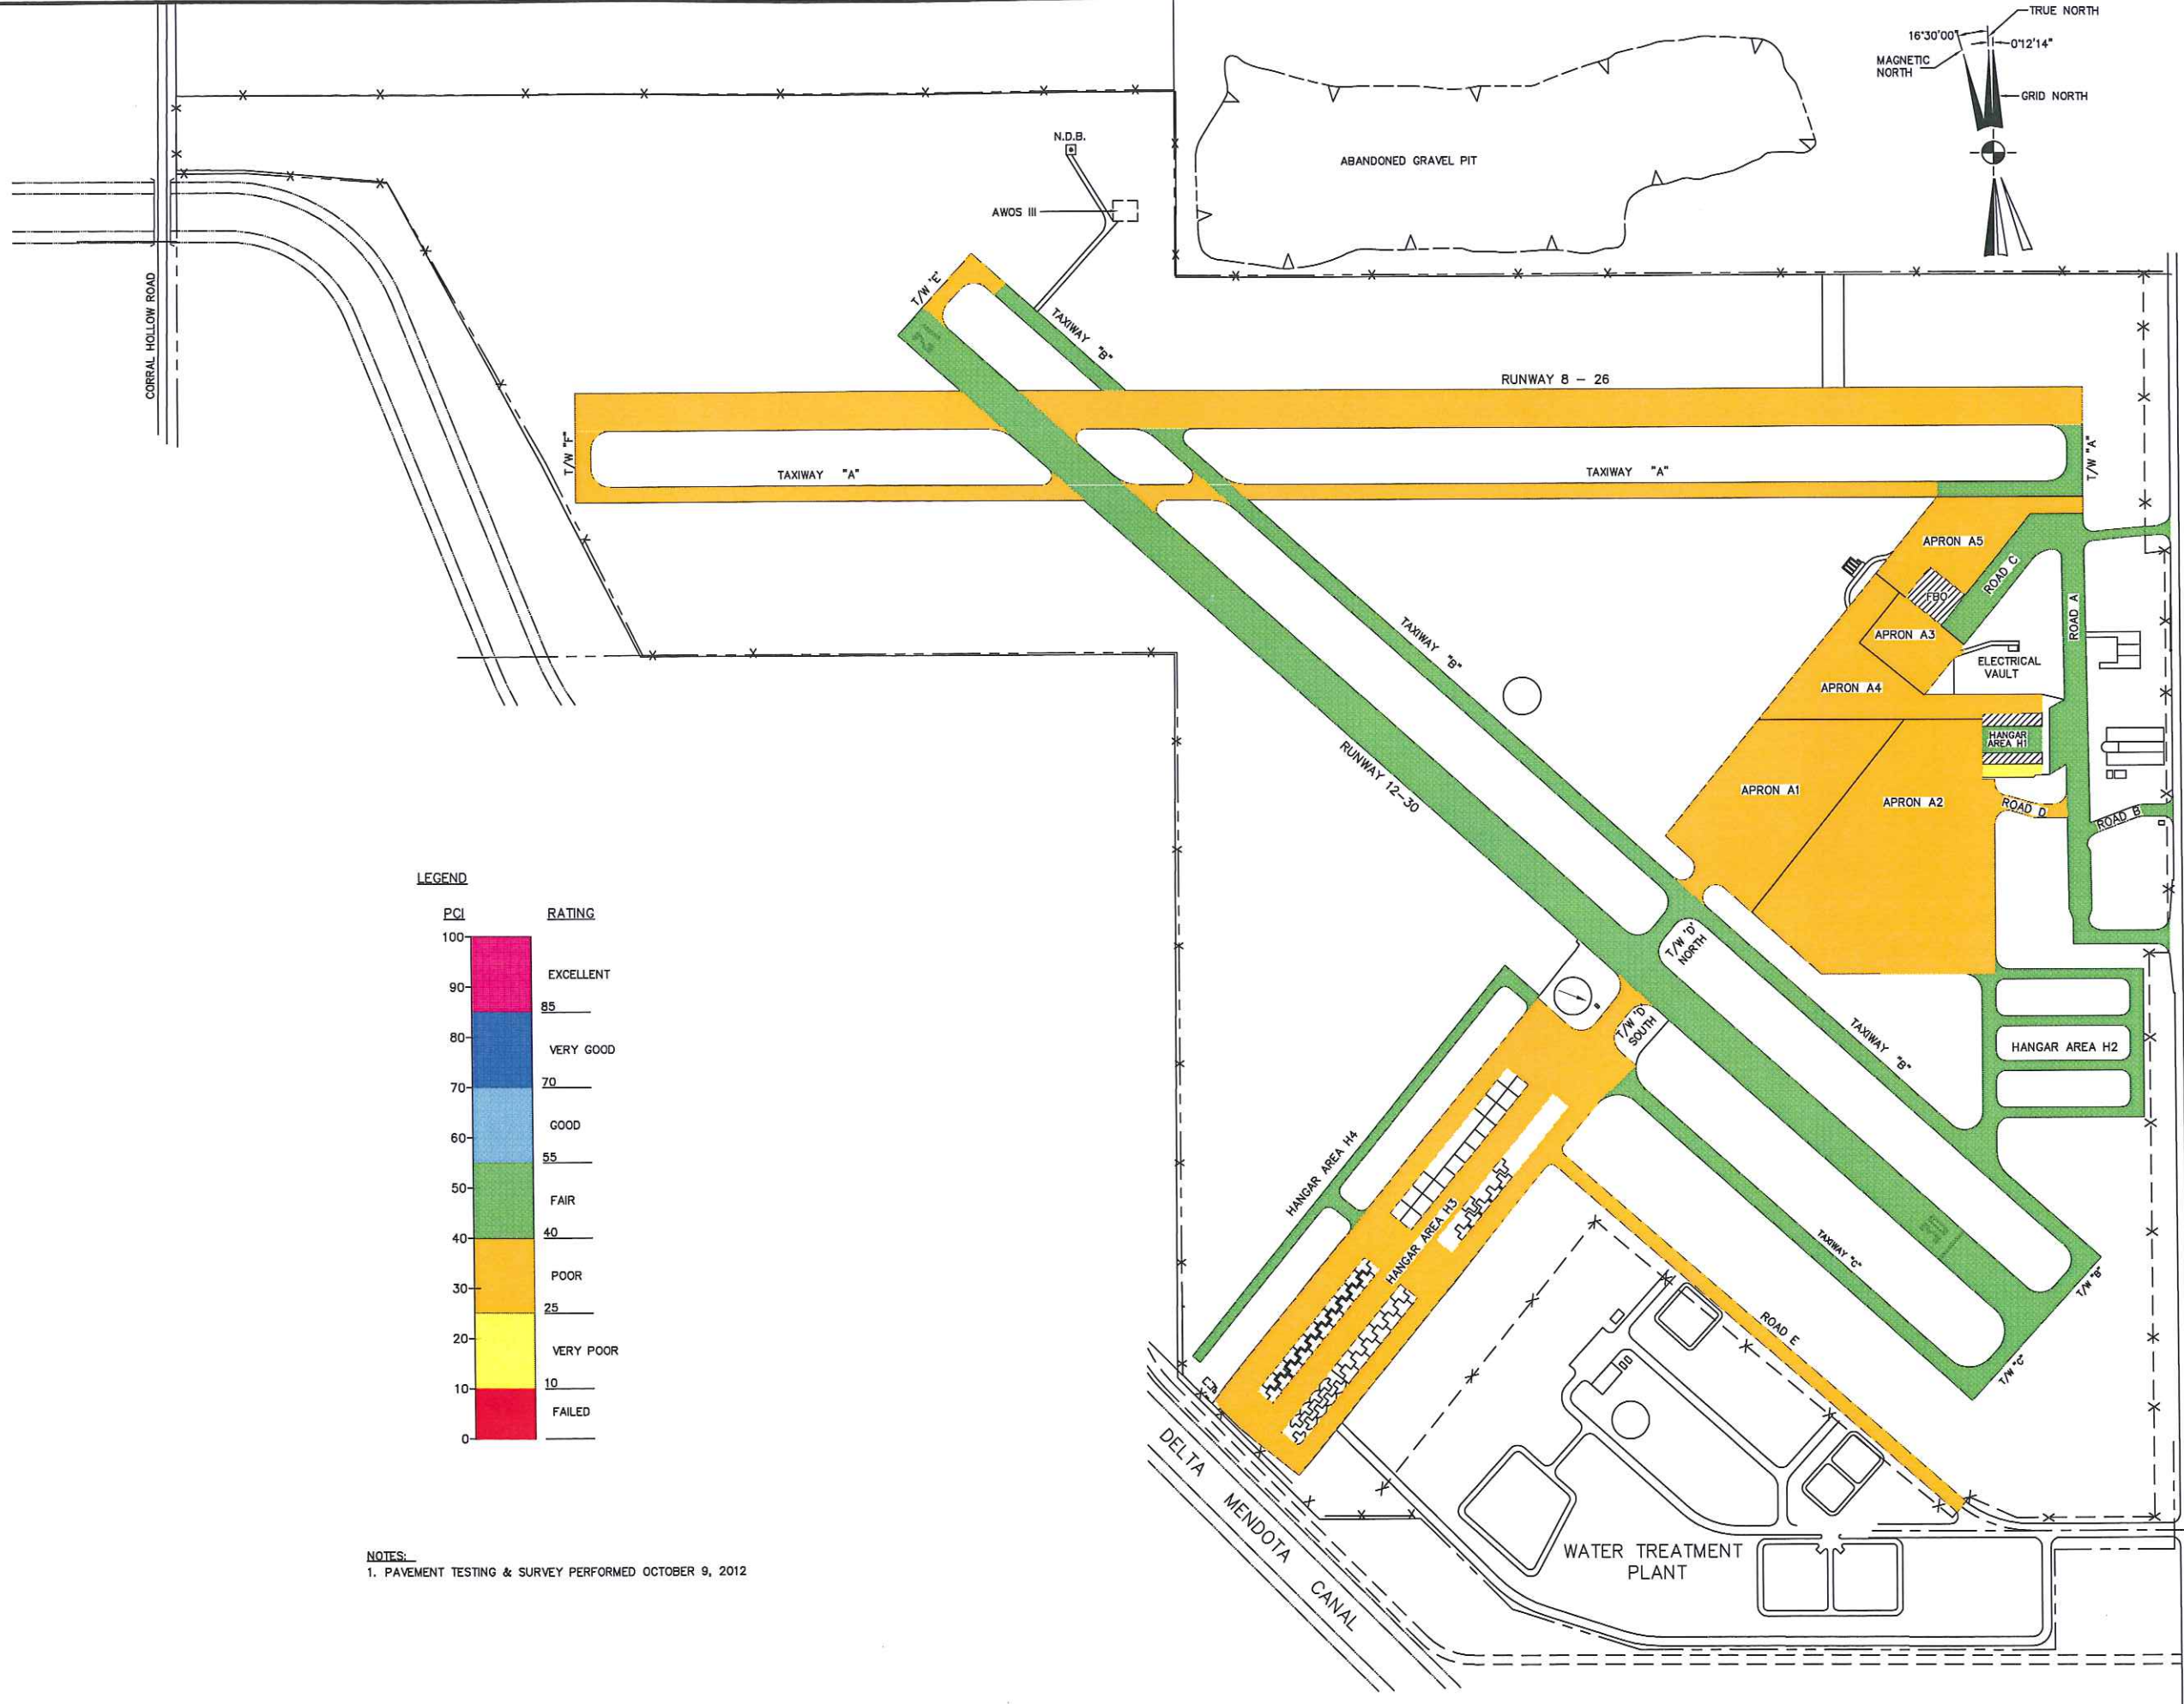 TRUE NORTH
16°30'00"
0°12'14"
MAGNETIC
NORTH
GRID NORTH
N.D.B.
ABANDONED GRAVEL PIT
AWOS III
CORRAL HOLLOW ROAD
T/W 'E'
12
TAXIWAY "B"
RUNWAY 8 - 26
T/W "F"
TAXIWAY "A"
TAXIWAY "A"
T/W "A"
APRON A5
ROAD C
FBO
ROAD A
APRON A3
TAXIWAY "B"
ELECTRICAL
VAULT
APRON A4
HANGAR
AREA H1
RUNWAY 12-30
APRON A1
APRON A2
ROAD D
ROAD B
T/W 'D'
NORTH
T/W 'D'
SOUTH
TAXIWAY "B"
HANGAR AREA H2
HANGAR AREA H4
HANGAR AREA H3
30
TAXIWAY "C"
T/W "B"
ROAD E
T/W "C"
LEGEND
PCI RATING
100
EXCELLENT
90
85
80
VERY GOOD
70 70
GOOD
60
55
50
FAIR
40 40
POOR
30
25
20
VERY POOR
10 10
FAILED
0
DELTA MENDOTA CANAL
WATER TREATMENT
PLANT
NOTES:
1. PAVEMENT TESTING & SURVEY PERFORMED OCTOBER 9, 2012